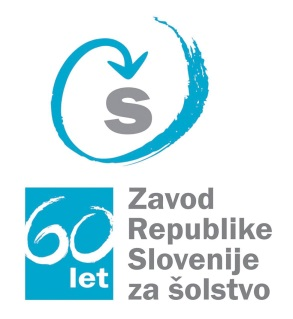 S
60
let
Zavod
Republike
Slovenije
za šolstvo